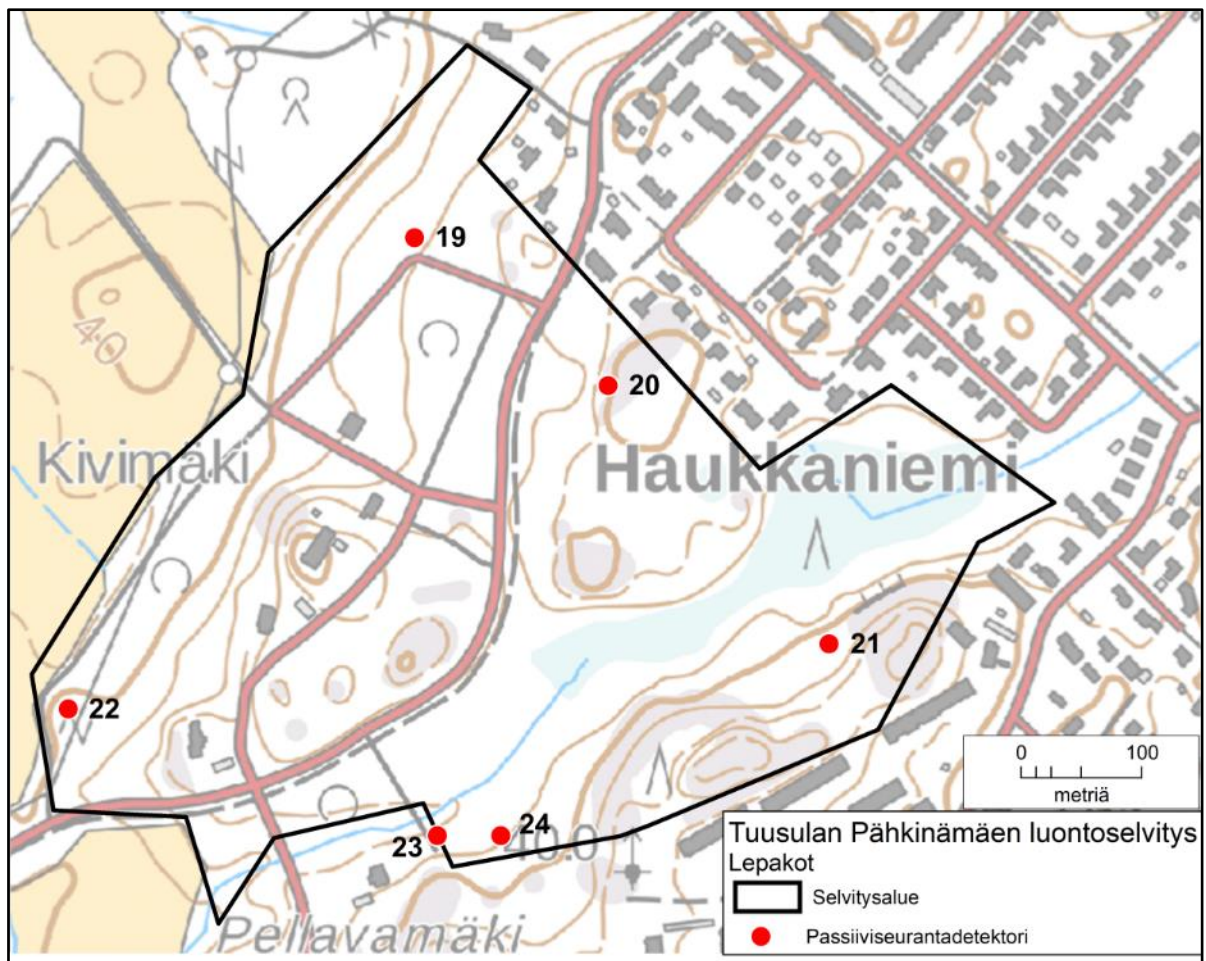 19
20
40
Kivimäki
Haukkaniemi
21
22
23
24
40.0
Pellavamäki
0 100
metriä
Tuusulan Pähkinämäen luontoselvitys
Lepakot
Selvitysalue
Passiiviseurantadetektori